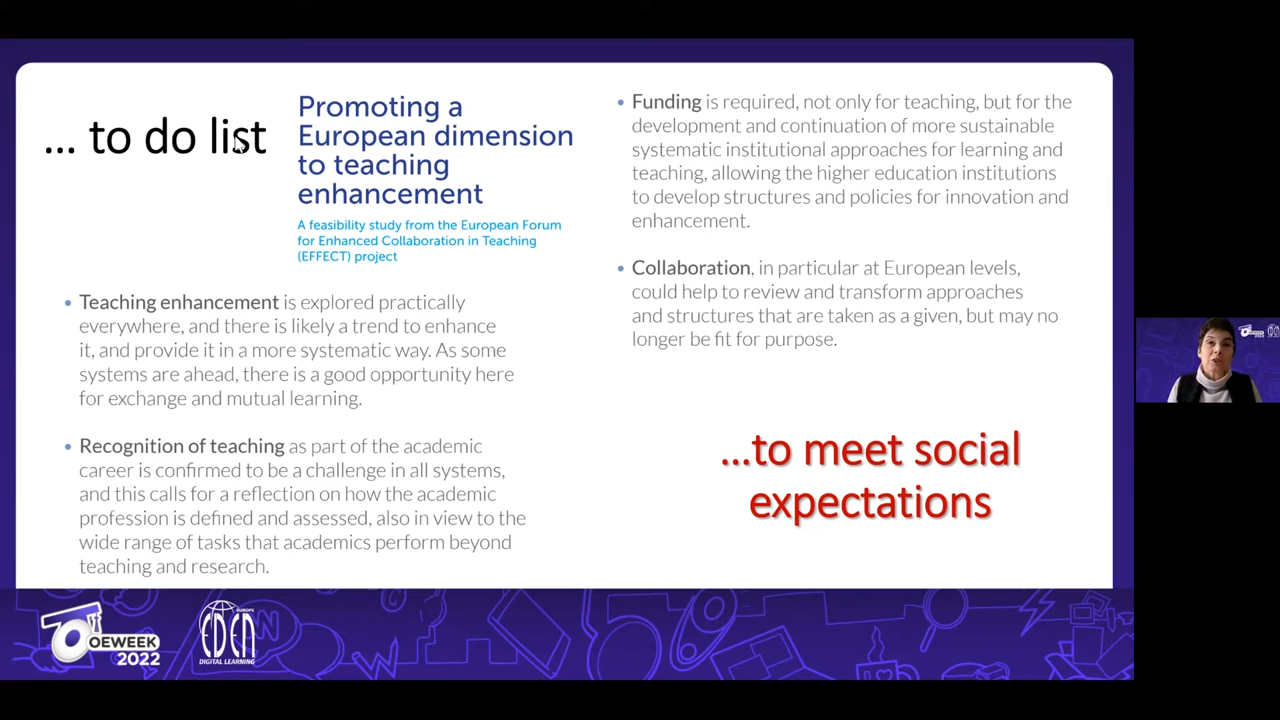 ... to do list
Promoting a
European dimension
to teaching
enhancement
A feasibility study from the European Forum
for Enhanced Collaboration in Teaching
(EFFECT) project
• Teaching enhancement is explored practically
everywhere, and there is likely a trend to enhance
it, and provide it in a more systematic way. As some
systems are ahead, there is a good opportunity here
for exchange and mutual learning.
• Recognition of teaching as part of the academic
career is confirmed to be a challenge in all systems,
and this calls for a reflection on how the academic
profession is defined and assessed, also in view to the
wide range of tasks that academics perform beyond
teaching and research.
• Funding is required, not only for teaching, but for the
development and continuation of more sustainable
systematic institutional approaches for learning and
teaching, allowing the higher education institutions
to develop structures and policies for innovation and
enhancement.
• Collaboration, in particular at European levels,
could help to review and transform approaches
and structures that are taken as a given, but may no
longer be fit for purpose.
...to meet social
expectations
OEWEEK
2022
EUROPE
EDEN
DIGITAL LEARNING